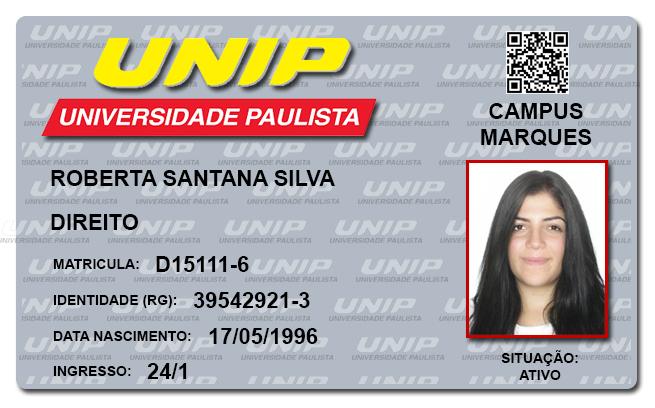 UNIP
UNIVERSIDADE PAULISTA
CAMPUS
MARQUES
ROBERTA SANTANA SILVA
DIREITO
MATRICULA: D15111-6
IDENTIDADE (RG): 39542921-3
DATA NASCIMENTO: 17/05/1996
INGRESSO: 24/1
SITUAÇÃO:
ATIVO